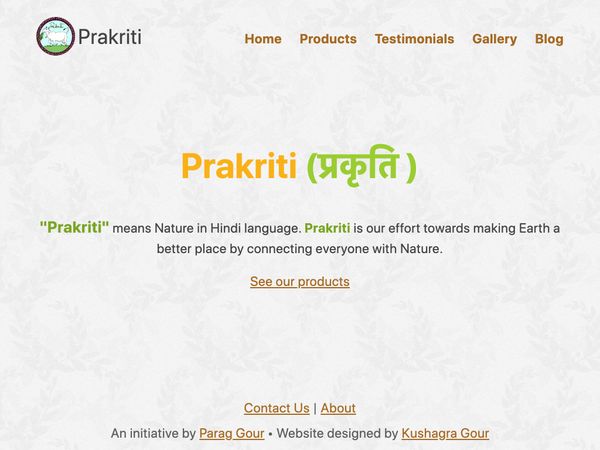 Prakriti
Home Products Testimonials Gallery Blog
Prakriti (प्रकृति )
"Prakriti" means Nature in Hindi language. Prakriti is our effort towards making Earth a
better place by connecting everyone with Nature.
See our products
Contact Us | About
An initiative by Parag Gour • Website designed by Kushagra Gour